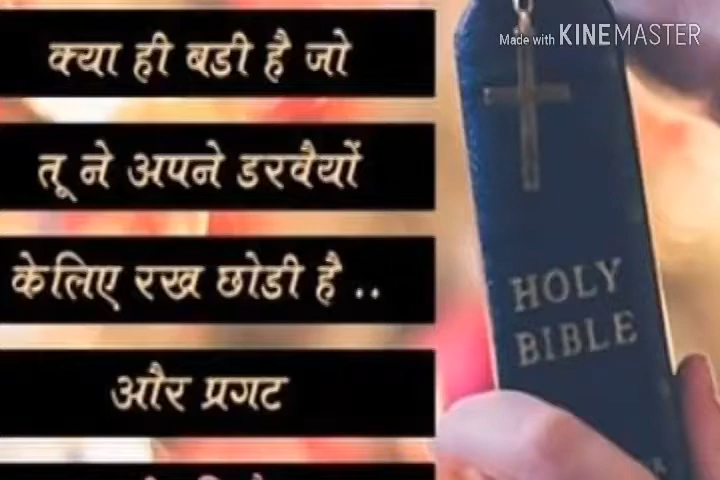 Made with KINEMASTER
क्या ही बडी है जो
तू ने अपने डरवैयों
केलिए रख छोडी है ..
और प्रगट
HOLY
BIBLE